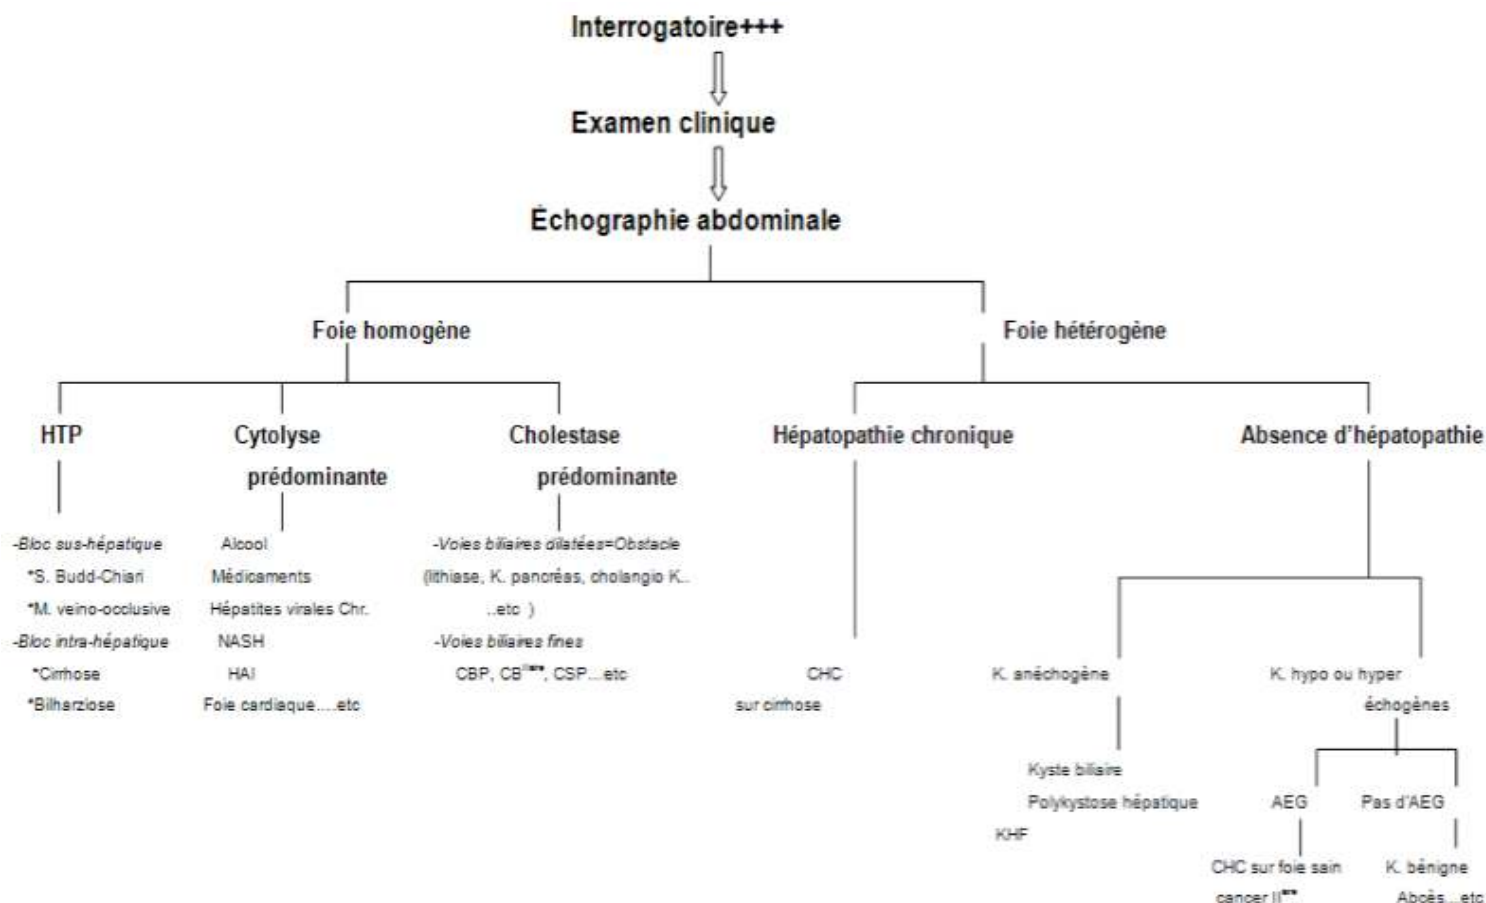 Interrogatoire+++
Examen clinique
Échographie abdominale
Foie homogène
Foie hétérogène
HTP
Cytolyse
prédominante
Cholestase
prédominante
Hépatopathie chronique
Absence d'hépatopathie
-Bloc sus-hépatique
*S. Budd-Chiari
*M. veino-occlusive
-Bloc intra-hépatique
*Cirrhose
*Bilharziose
Alcool
Médicaments
Hépatites virales Chr.
NASH
HAI
Foie cardiaque....etc
-Voies biliaires dilatées=Obstacle
(lithiase, K. pancréas, cholangio K..
..etc )
-Voies biliaires fines
CBP, CB, CSP...etc
CHC
sur cirrhose
K. anéchogène
Kyste biliaire
Polykystose hépatique
KHF
K. hypo ou hyper
échogènes
AEG
CHC sur foie sain
cancer II
Pas d'AEG
K. bénigne
Abcès...etc